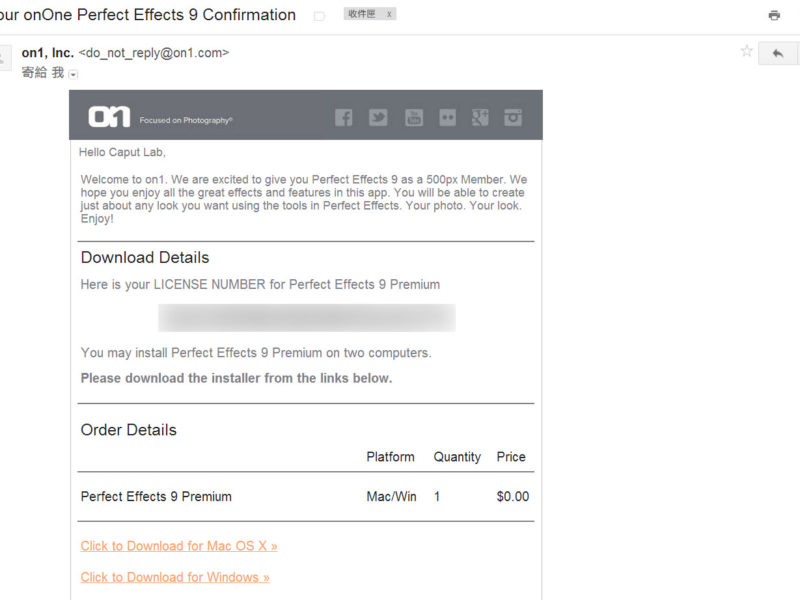 our onOne Perfect Effects 9 Confirmation
收件匣 x
on1, Inc. <do_not_reply@on1.com>
寄給 我
on1 Focused on Photography®
You Tube
Hello Caput Lab,
Welcome to on1. We are excited to give you Perfect Effects 9 as a 500px Member. We
hope you enjoy all the great effects and features in this app. You will be able to create
just about any look you want using the tools in Perfect Effects. Your photo. Your look.
Enjoy!
Download Details
Here is your LICENSE NUMBER for Perfect Effects 9 Premium
You may install Perfect Effects 9 Premium on two computers.
Please download the installer from the links below.
Order Details
Platform Quantity Price
Perfect Effects 9 Premium Mac/Win 1 $0.00
Click to Download for Mac OS X »
Click to Download for Windows »